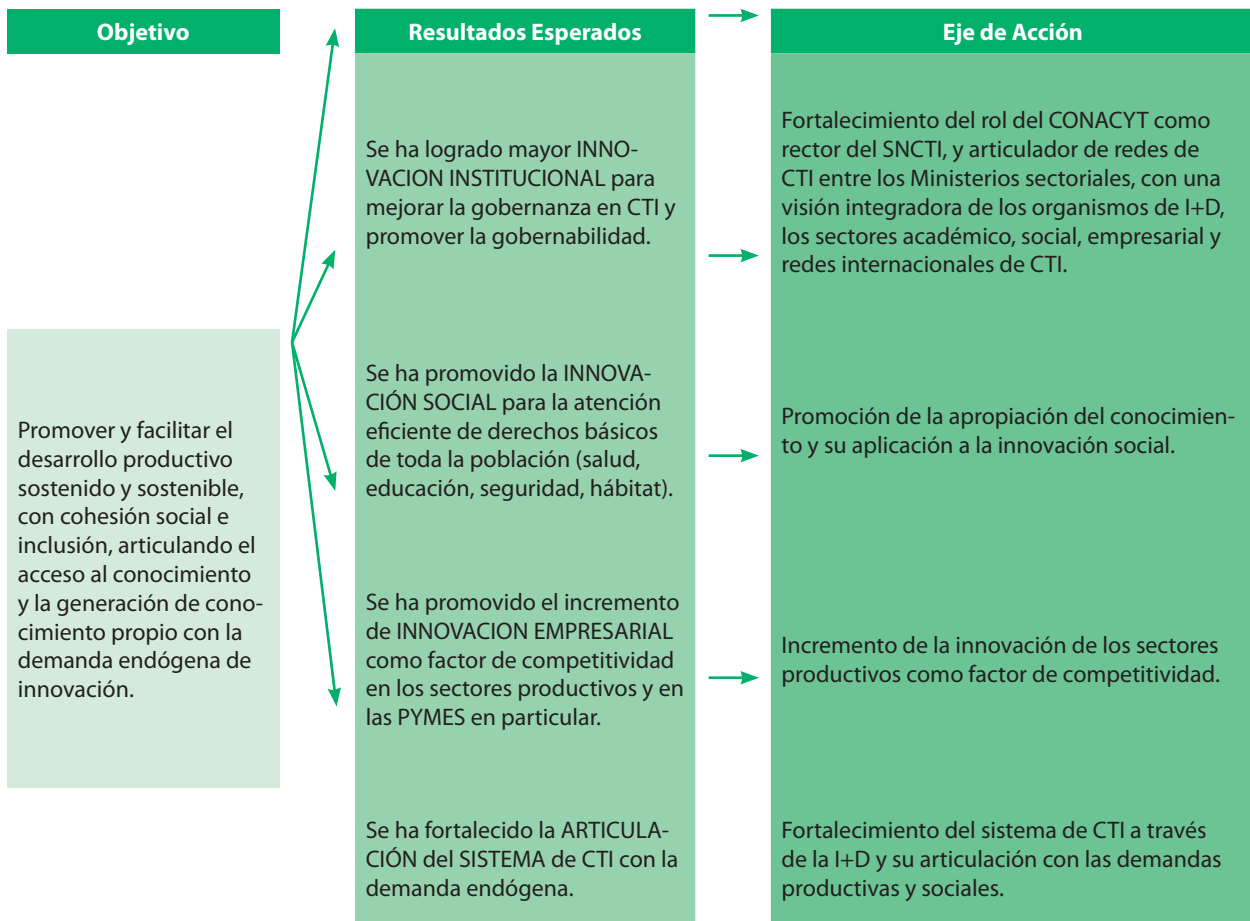 Objetivo
Promover y facilitar el
desarrollo productivo
sostenido y sostenible,
con cohesión social e
inclusión, articulando el
acceso al conocimiento
y la generación de cono-
cimiento propio con la
demanda endógena de
innovación.
Resultados Esperados
Se ha logrado mayor INNO-
VACION INSTITUCIONAL para
mejorar la gobernanza en CTI y
promover la gobernabilidad.
Se ha promovido la INNOVA-
CIÓN SOCIAL para la atención
eficiente de derechos básicos
de toda la población (salud,
educación, seguridad, hábitat).
Se ha promovido el incremento
de INNOVACION EMPRESARIAL
como factor de competitividad
en los sectores productivos y en
las PYMES en particular.
Se ha fortalecido la ARTICULA-
CIÓN del SISTEMA de CTI con la
demanda endógena.
Eje de Acción
Fortalecimiento del rol del CONACYT como
rector del SNCTI, y articulador de redes de
CTI entre los Ministerios sectoriales, con una
visión integradora de los organismos de I+D,
los sectores académico, social, empresarial y
redes internacionales de CTI.
Promoción de la apropiación del conocimien-
to y su aplicación a la innovación social.
Incremento de la innovación de los sectores
productivos como factor de competitividad.
Fortalecimiento del sistema de CTI a través
de la I+D y su articulación con las demandas
productivas y sociales.